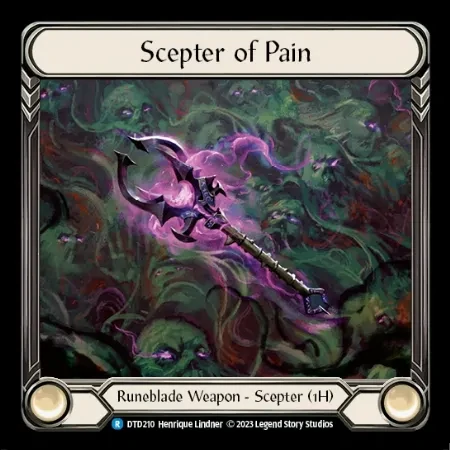 Scepter of Pain
Runeblade Weapon - Scepter (1H)
R DTD210 Henrique Lindner © 2023 Legend Story Studios